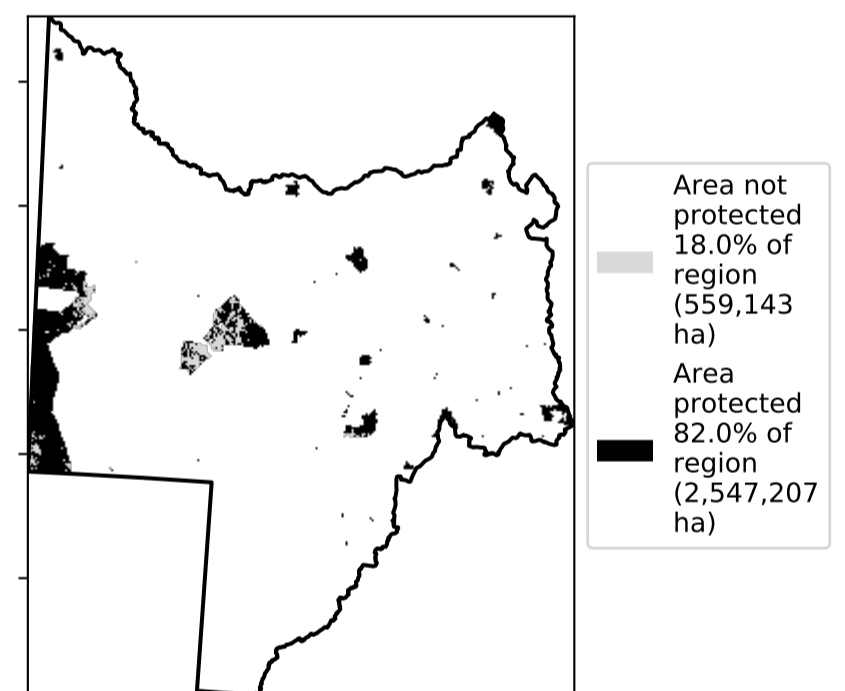 Area not
protected
18.0% of
region
(559,143
ha)
Area
protected
82.0% of
region
(2,547,207
ha)